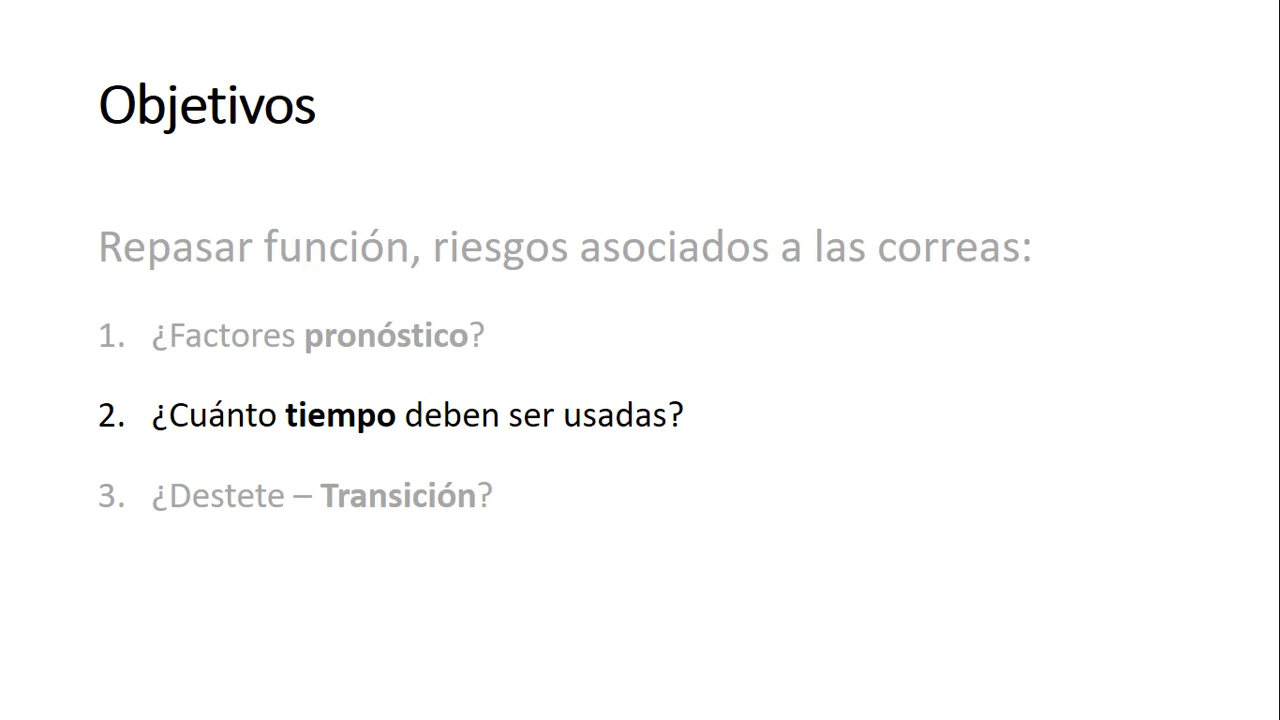 Objetivos
Repasar función, riesgos asociados a las correas:
1. ¿Factores pronóstico?
2. ¿Cuánto tiempo deben ser usadas?
3. ¿Destete – Transición?